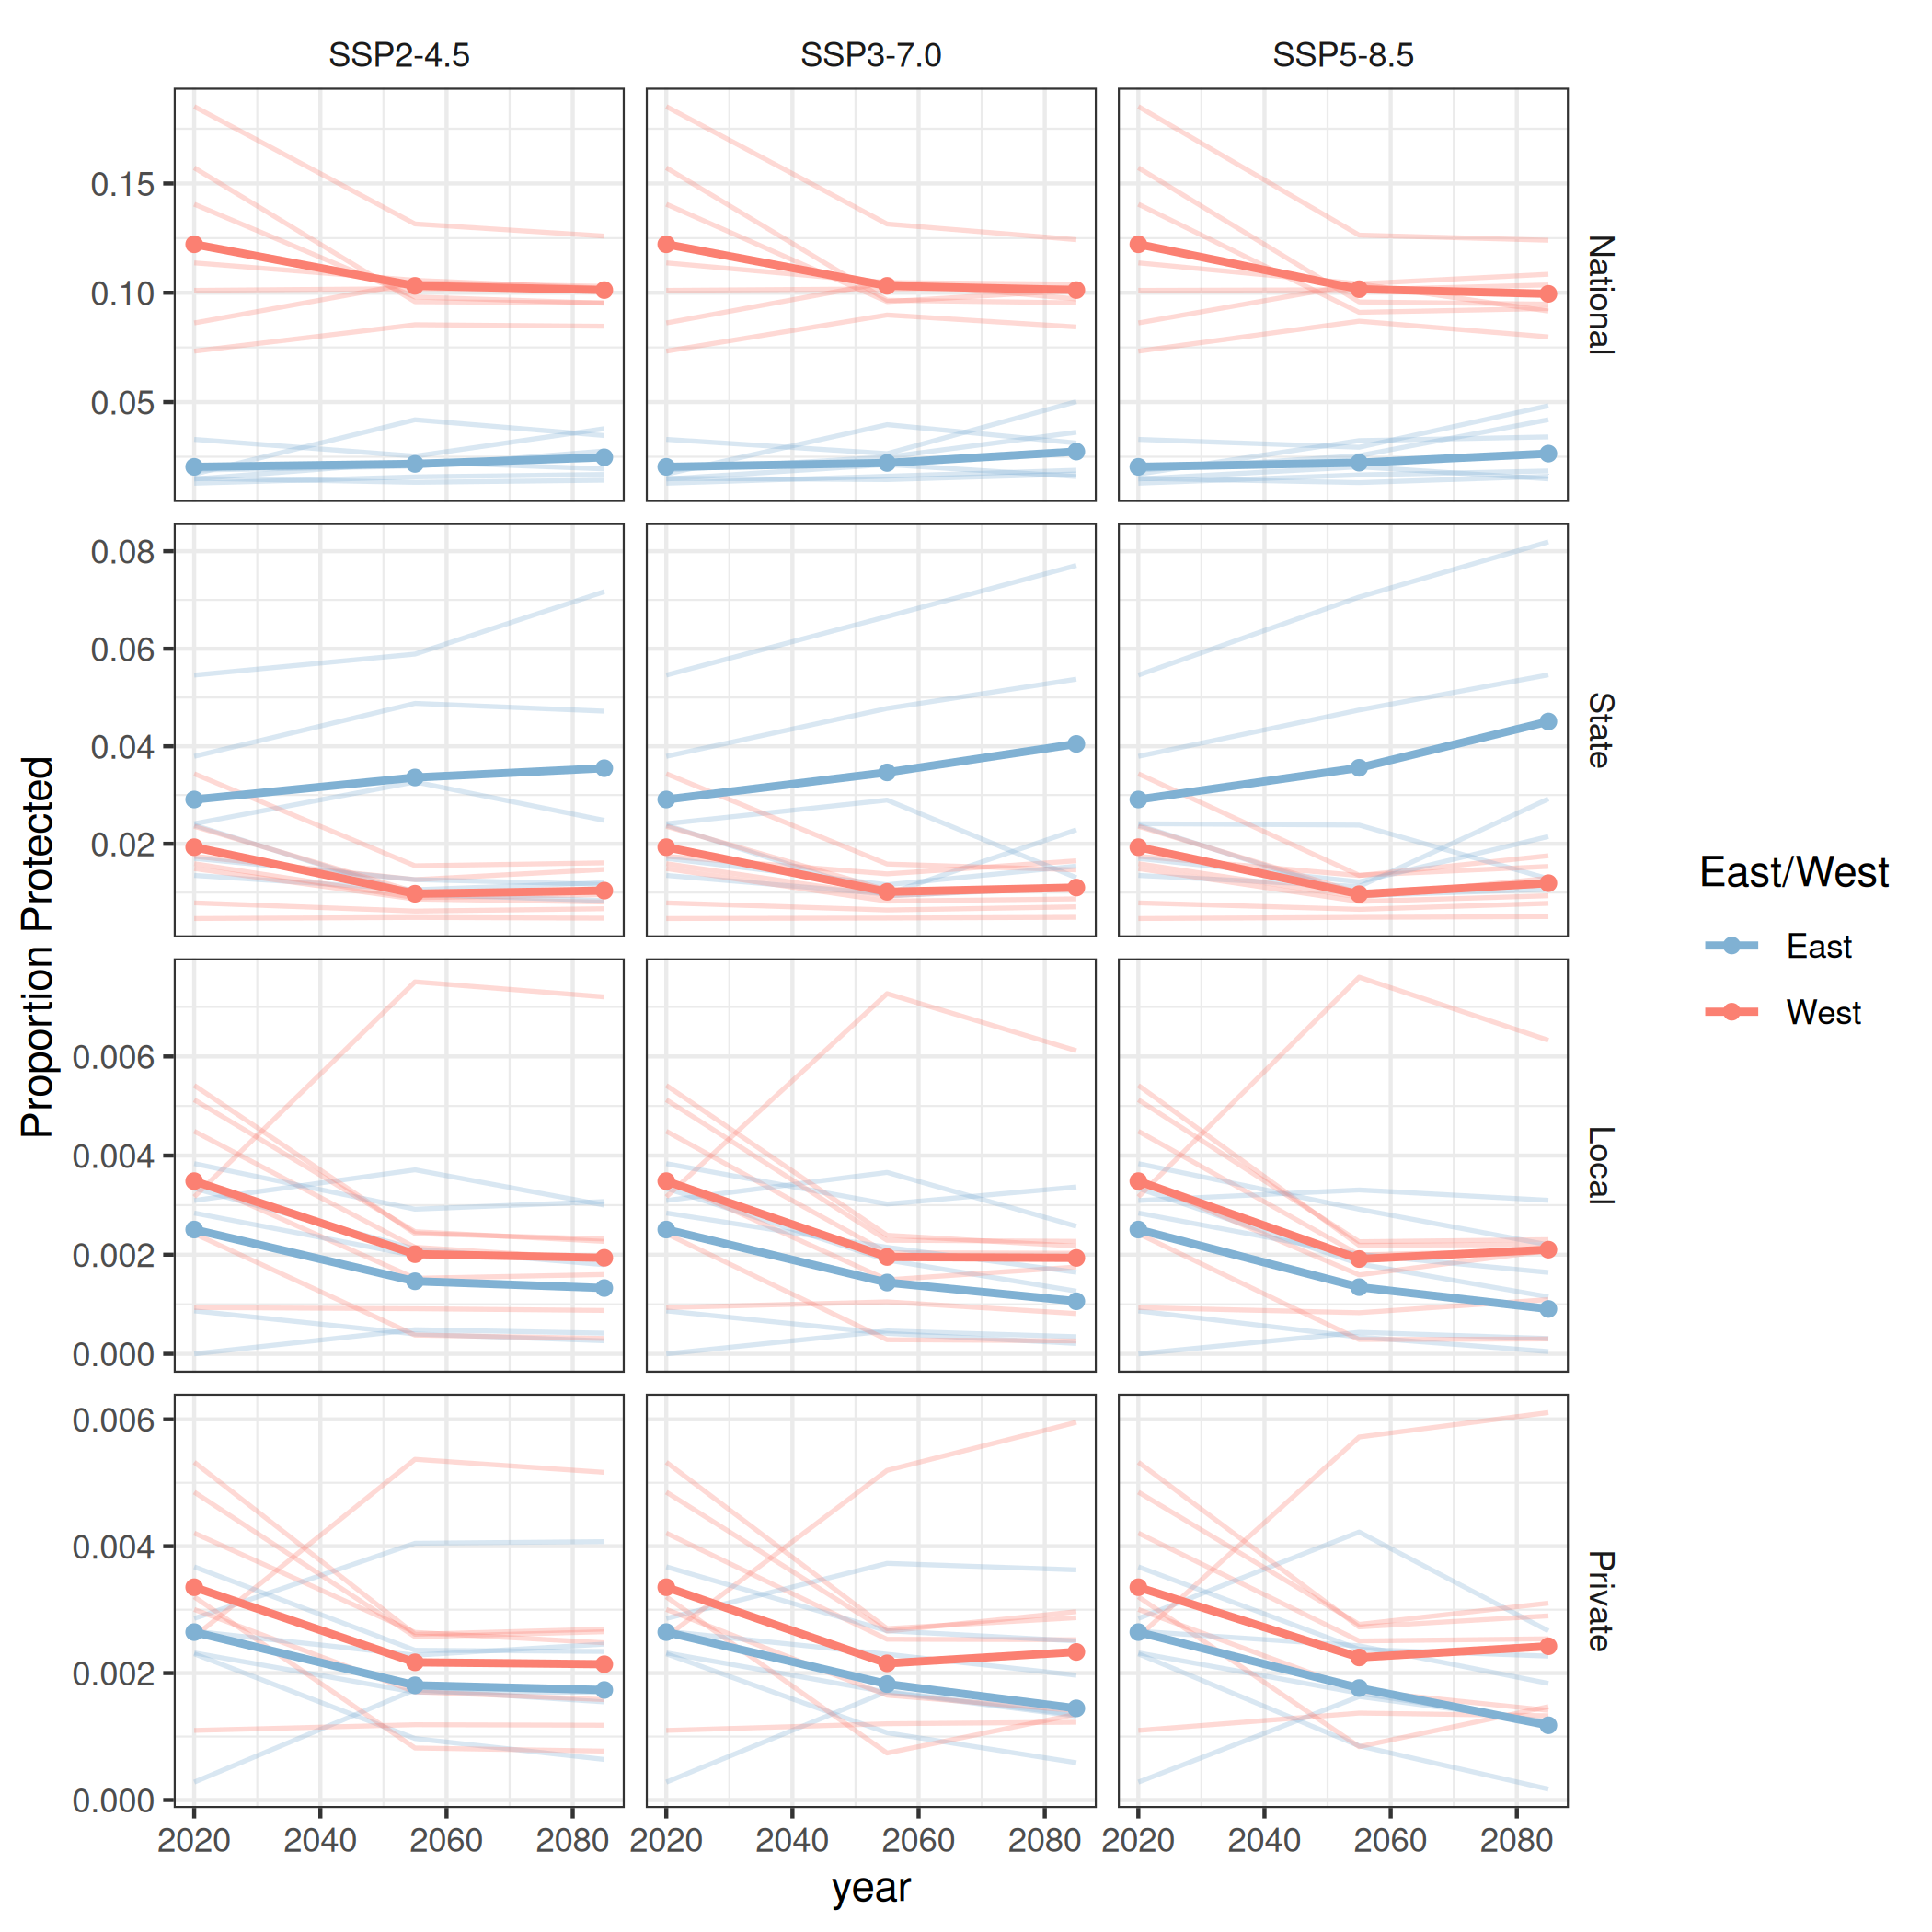 SSP2-4.5 SSP3-7.0 SSP5-8.5
0.15
0.10
0.05
National
0.08
0.06
0.04
0.02
State
0.006
0.004
0.002
0.000
Local
0.006
0.004
0.002
0.000
Private
2020 2040 2060 2080 2020 2040 2060 2080 2020 2040 2060 2080
year
Proportion Protected
East/West
East
West